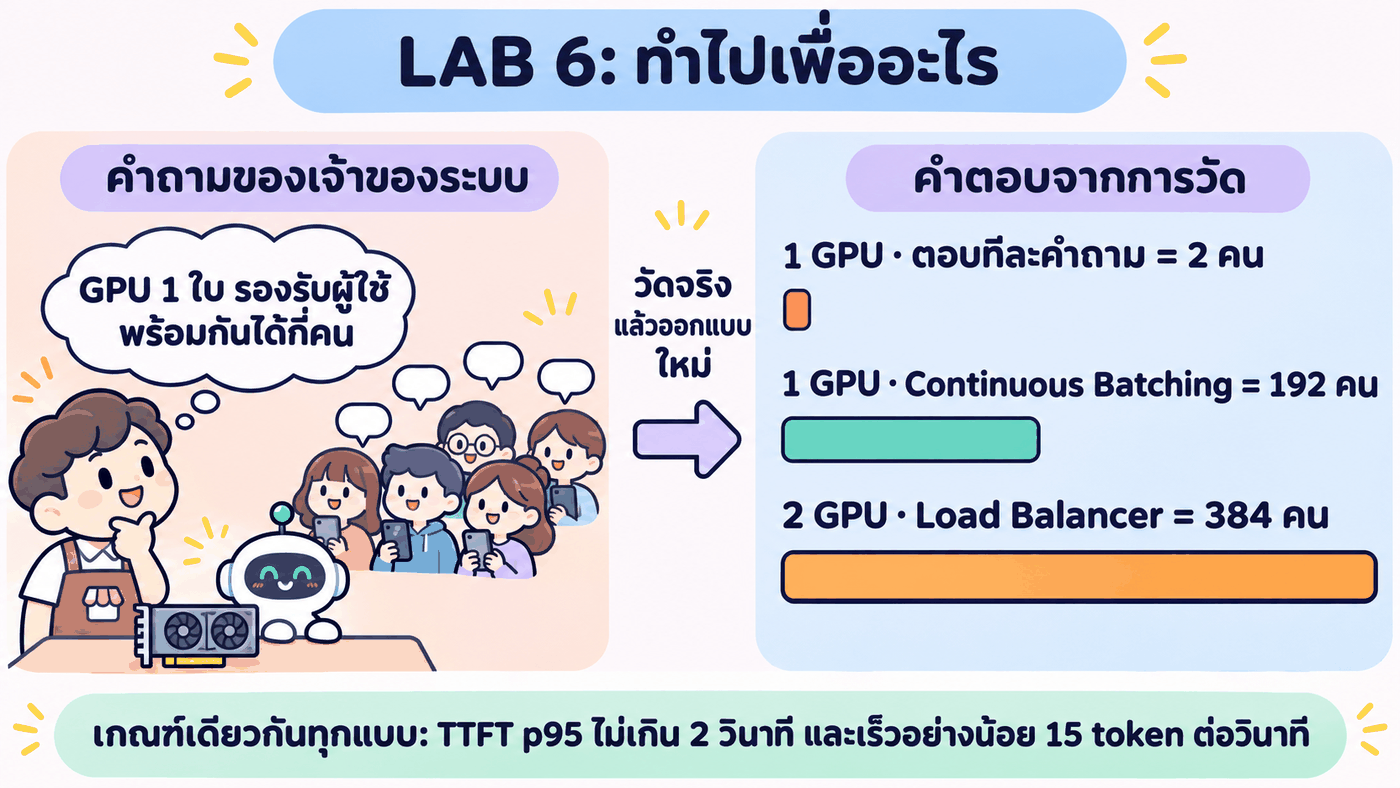 LAB 6: ทำไปเพื่ออะไร
คำถามของเจ้าของระบบ
GPU 1 ใบ รองรับผู้ใช้
พร้อมกันได้กี่คน
วัดจริง
แล้วออกแบบ
ใหม่
คำตอบจากการวัด
1 GPU · ตอบทีละคำถาม = 2 คน
1 GPU · Continuous Batching = 192 คน
2 GPU · Load Balancer = 384 คน
เกณฑ์เดียวกันทุกแบบ: TTFT p95 ไม่เกิน 2 วินาที และเร็วอย่างน้อย 15 token ต่อวินาที